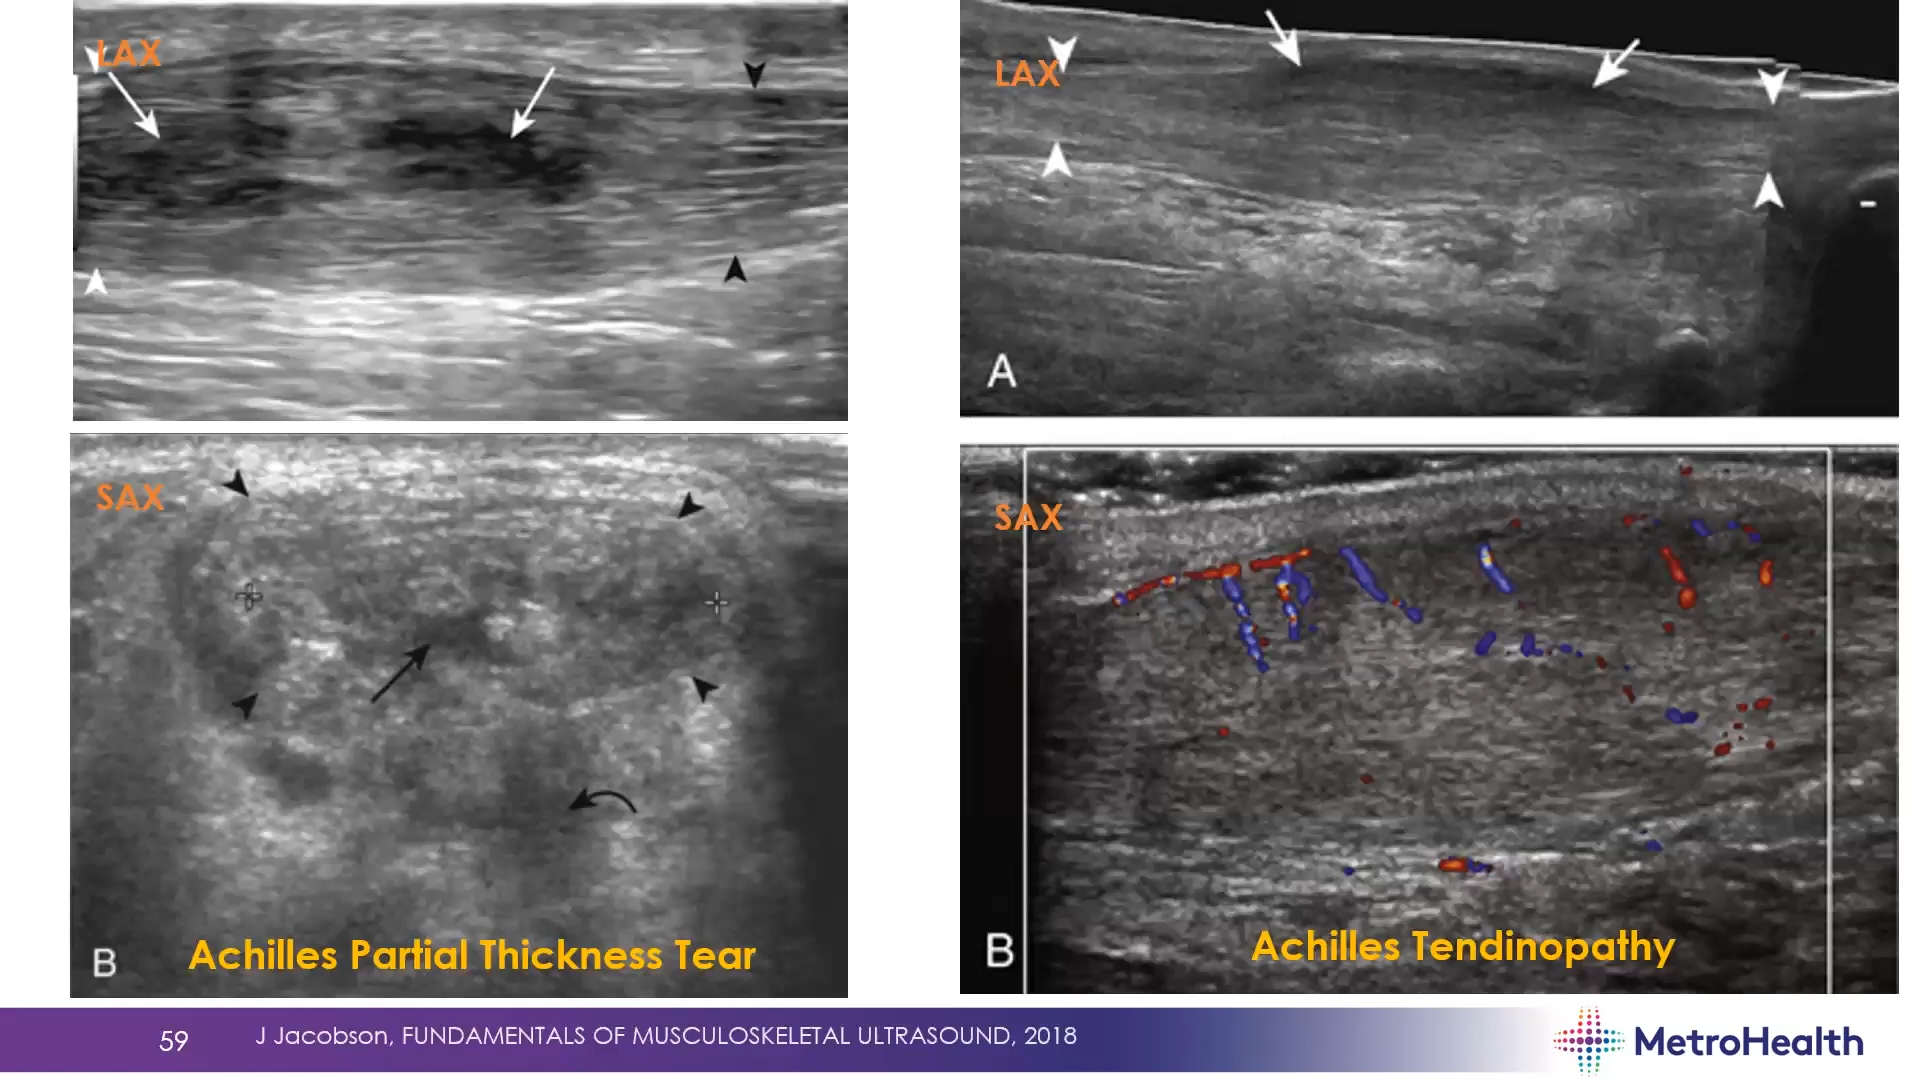 LAX
LAX
A
SAX
SAX
B
Achilles Partial Thickness Tear
B
Achilles Tendinopathy
59
J Jacobson, FUNDAMENTALS OF MUSCULOSKELETAL ULTRASOUND, 2018
MetroHealth